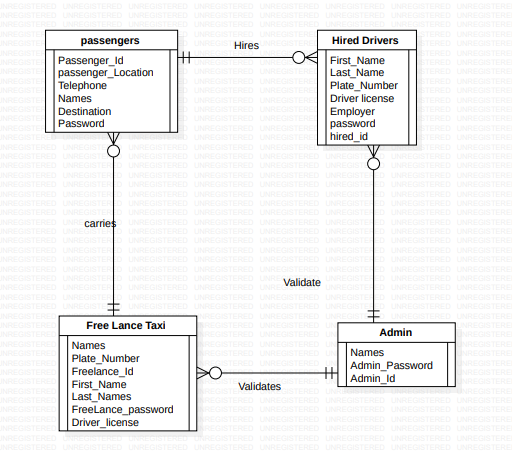 passengers
Passenger_Id
passenger_Location
Telephone
Names
Destination
Password
Hires
Hired Drivers
First_Name
Last_Name
Plate_Number
Driver license
Employer
password
hired_id
carries
Validate
Free Lance Taxi
Names
Plate_Number
Freelance_Id
First_Name
Last_Names
FreeLance_password
Driver_license
Validates
Admin
Names
Admin_Password
Admin_Id